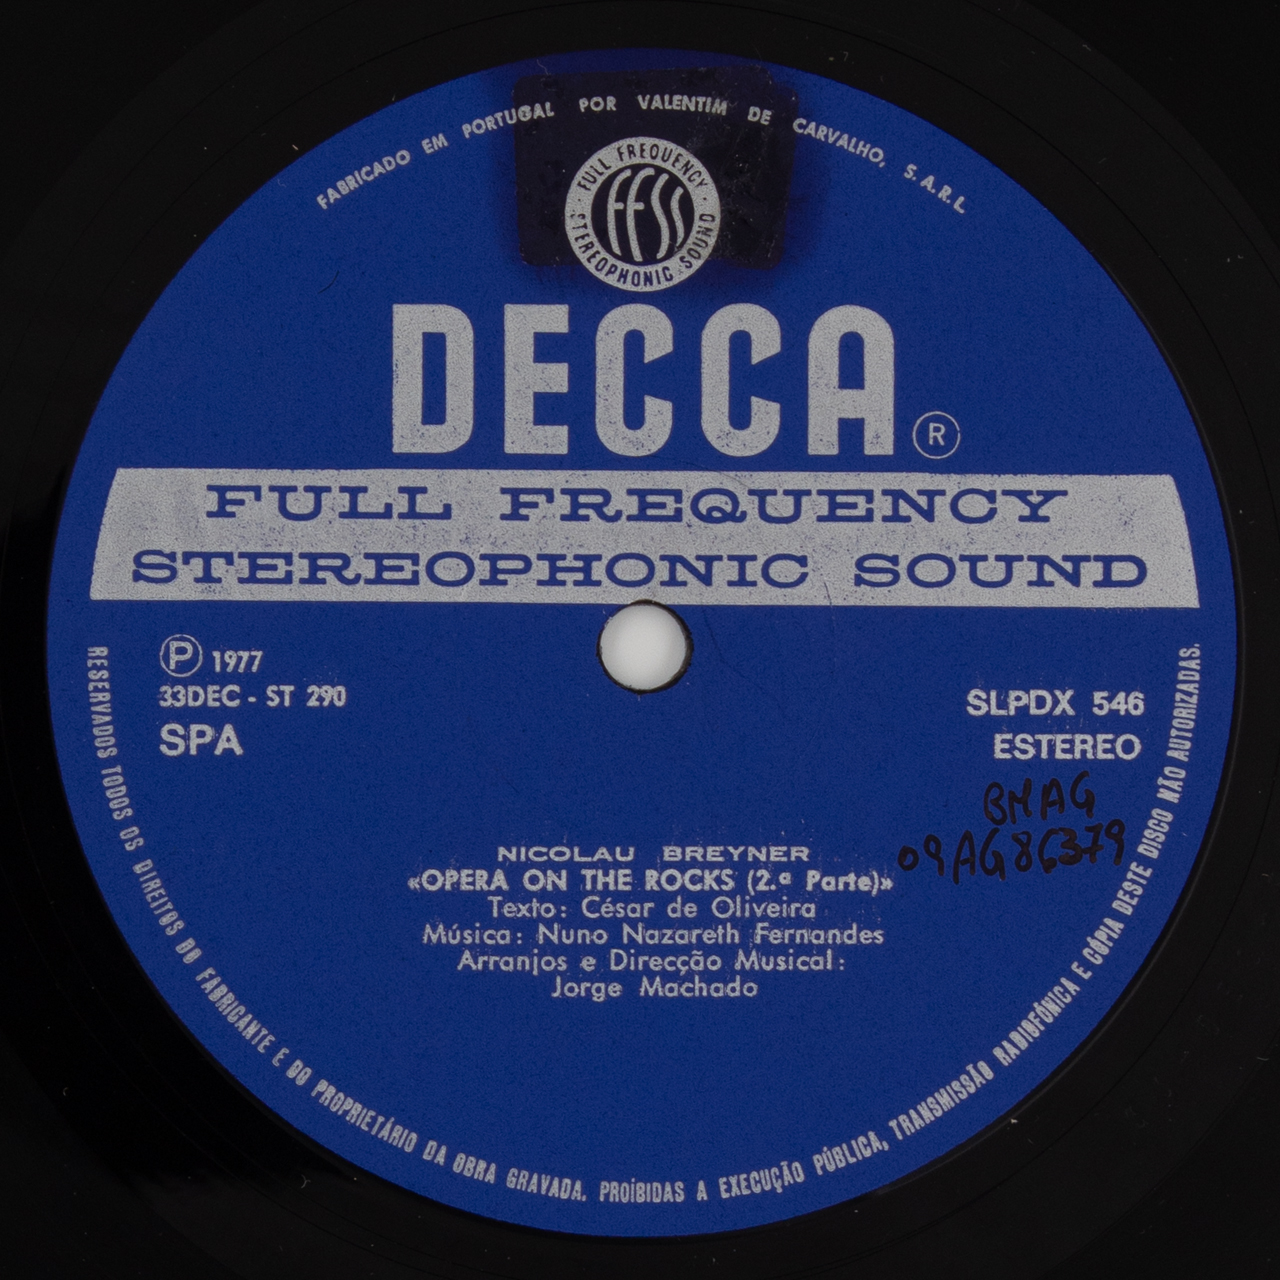 FABRICADO EM PORTUGAL POR VALENTIM DE CARVALHO, S.A.R.L
FULL FREQUENCY
FFSS
STEREOPHONIC SOUND
DECCA ®
FULL FREQUENCY
STEREOPHONIC SOUND
Ⓟ 1977
33DEC - ST 290
SPA
SLPDX 546
ESTEREO
BMAG
09AG86379
NICOLAU BREYNER
«OPERA ON THE ROCKS (2.ª Parte)»
Texto: César de Oliveira
Música: Nuno Nazareth Fernandes
Arranjos e Direcção Musical:
Jorge Machado
RESERVADOS TODOS OS DIREITOS DO FABRICANTE E DO PROPRIETÁRIO DA OBRA GRAVADA. PROÍBIDAS A EXECUÇÃO PÚBLICA, TRANSMISSÃO RADIOFÓNICA E CÓPIA DESTE DISCO NÃO AUTORIZADAS.